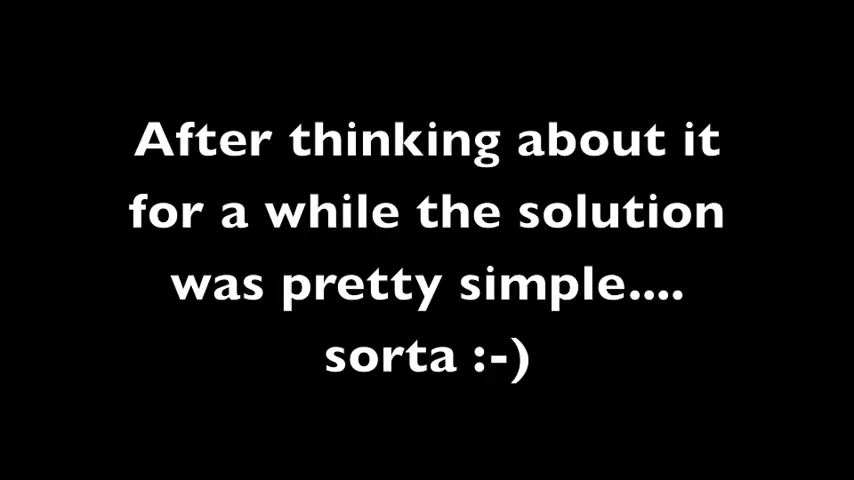 After thinking about it
for a while the solution
was pretty simple....
sorta :-)